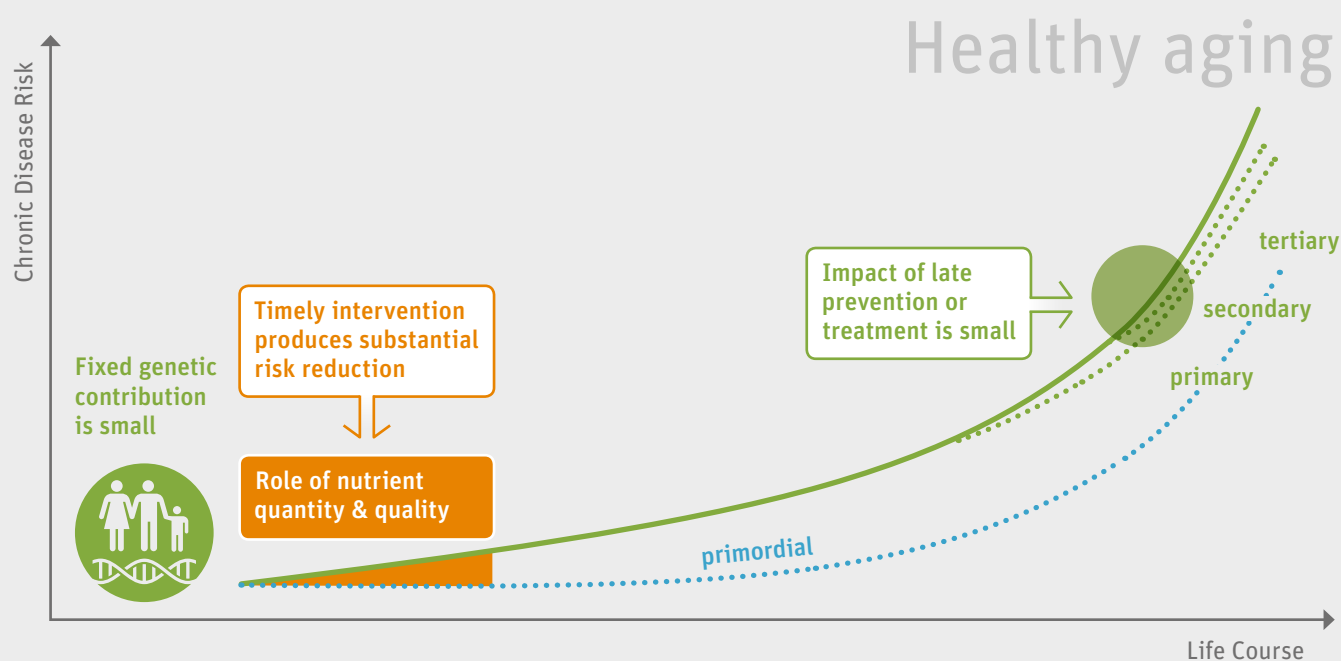 Healthy aging
Chronic Disease Risk
Fixed genetic
contribution
is small
Timely intervention
produces substantial
risk reduction
Role of nutrient
quantity & quality
primordial
Impact of late
prevention or
treatment is small
tertiary
secondary
primary
Life Course